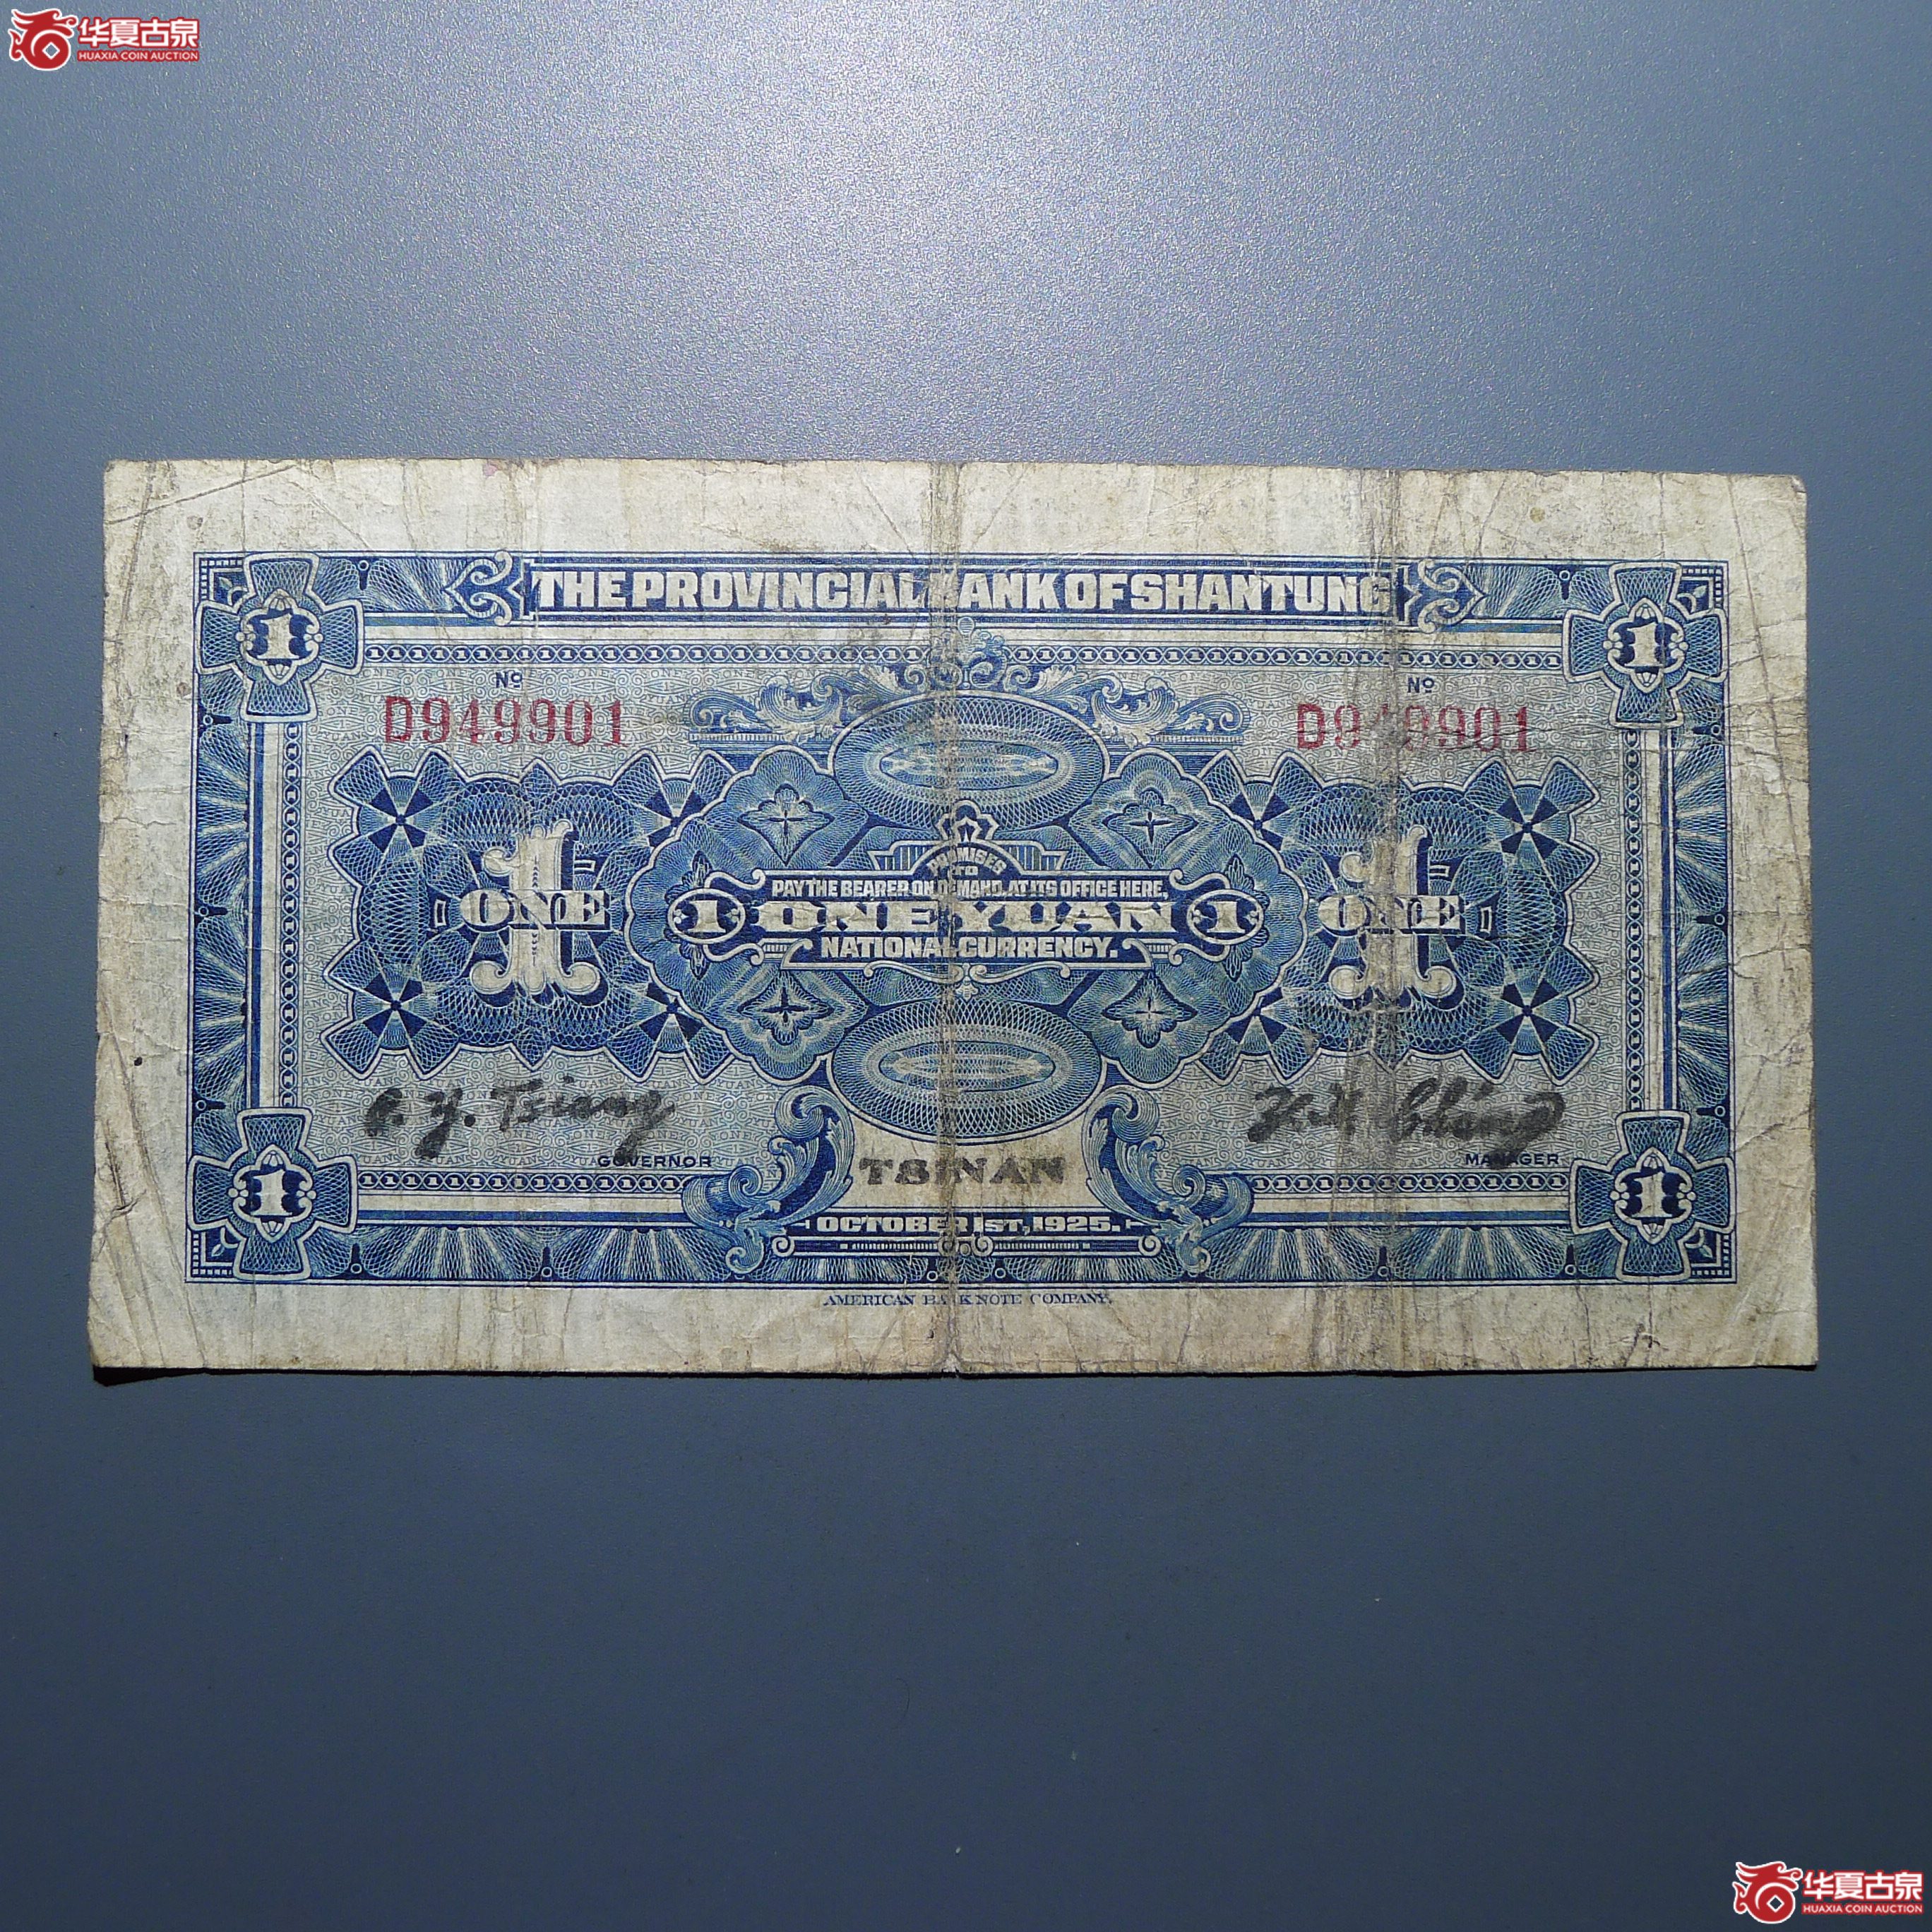 华夏古泉
HUAXIA COIN AUCTION
THE PROVINCIAL BANK OF SHANTUNG
1 1
Nº Nº
D949901 D949901
PROMISES
TO
PAY THE BEARER ON DEMAND, AT ITS OFFICE HERE,
1 ONE 1 ONE YUAN 1 1 ONE
NATIONAL CURRENCY.
GOVERNOR TSINAN MANAGER
1 1
OCTOBER 1ST, 1925.
AMERICAN BANK NOTE COMPANY.
华夏古泉
HUAXIA COIN AUCTION